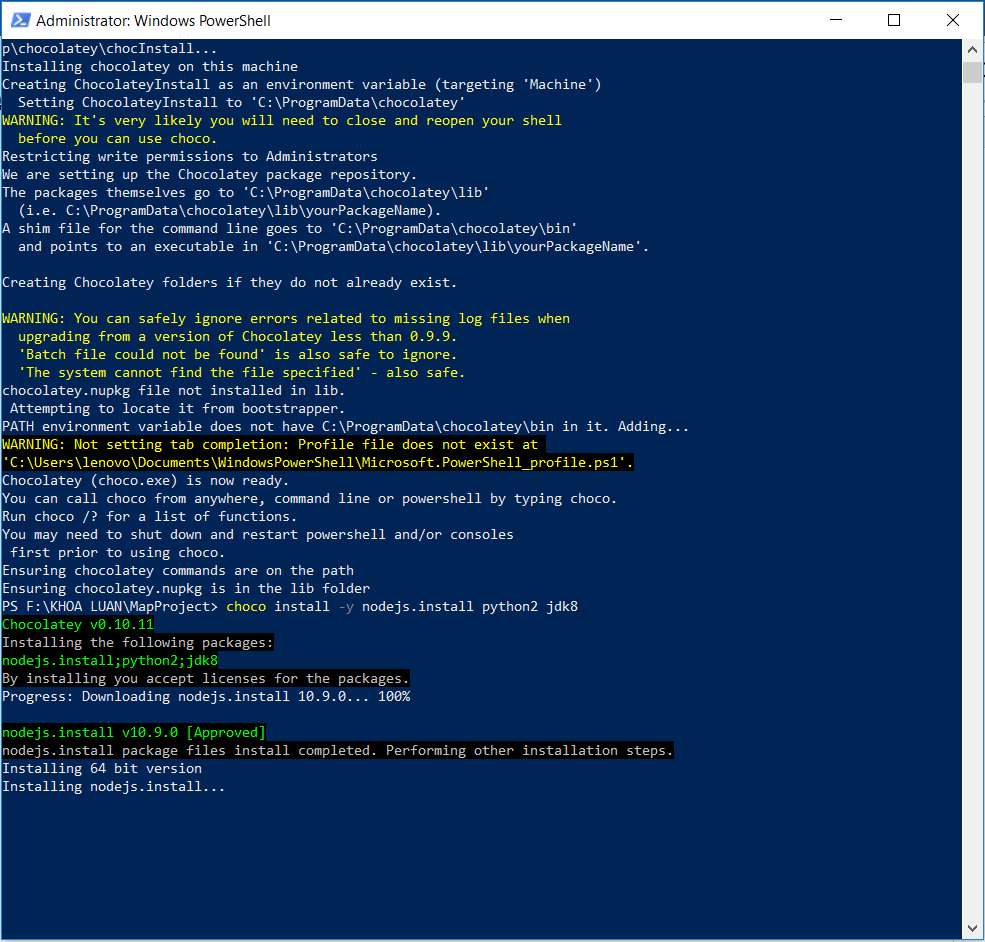 Administrator: Windows PowerShell
p\chocolatey\chocInstall...
Installing chocolatey on this machine
Creating ChocolateyInstall as an environment variable (targeting 'Machine')
  Setting ChocolateyInstall to 'C:\ProgramData\chocolatey'
WARNING: It's very likely you will need to close and reopen your shell
  before you can use choco.
Restricting write permissions to Administrators
We are setting up the Chocolatey package repository.
The packages themselves go to 'C:\ProgramData\chocolatey\lib'
  (i.e. C:\ProgramData\chocolatey\lib\yourPackageName).
A shim file for the command line goes to 'C:\ProgramData\chocolatey\bin'
  and points to an executable in 'C:\ProgramData\chocolatey\lib\yourPackageName'.

Creating Chocolatey folders if they do not already exist.

WARNING: You can safely ignore errors related to missing log files when
  upgrading from a version of Chocolatey less than 0.9.9.
  'Batch file could not be found' is also safe to ignore.
  'The system cannot find the file specified' - also safe.
chocolatey.nupkg file not installed in lib.
 Attempting to locate it from bootstrapper.
PATH environment variable does not have C:\ProgramData\chocolatey\bin in it. Adding...
WARNING: Not setting tab completion: Profile file does not exist at
'C:\Users\lenovo\Documents\WindowsPowerShell\Microsoft.PowerShell_profile.ps1'.
Chocolatey (choco.exe) is now ready.
You can call choco from anywhere, command line or powershell by typing choco.
Run choco /? for a list of functions.
You may need to shut down and restart powershell and/or consoles
 first prior to using choco.
Ensuring chocolatey commands are on the path
Ensuring chocolatey.nupkg is in the lib folder
PS F:\KHOA LUAN\MapProject> choco install -y nodejs.install python2 jdk8
Chocolatey v0.10.11
Installing the following packages:
nodejs.install;python2;jdk8
By installing you accept licenses for the packages.
Progress: Downloading nodejs.install 10.9.0... 100%

nodejs.install v10.9.0 [Approved]
nodejs.install package files install completed. Performing other installation steps.
Installing 64 bit version
Installing nodejs.install...